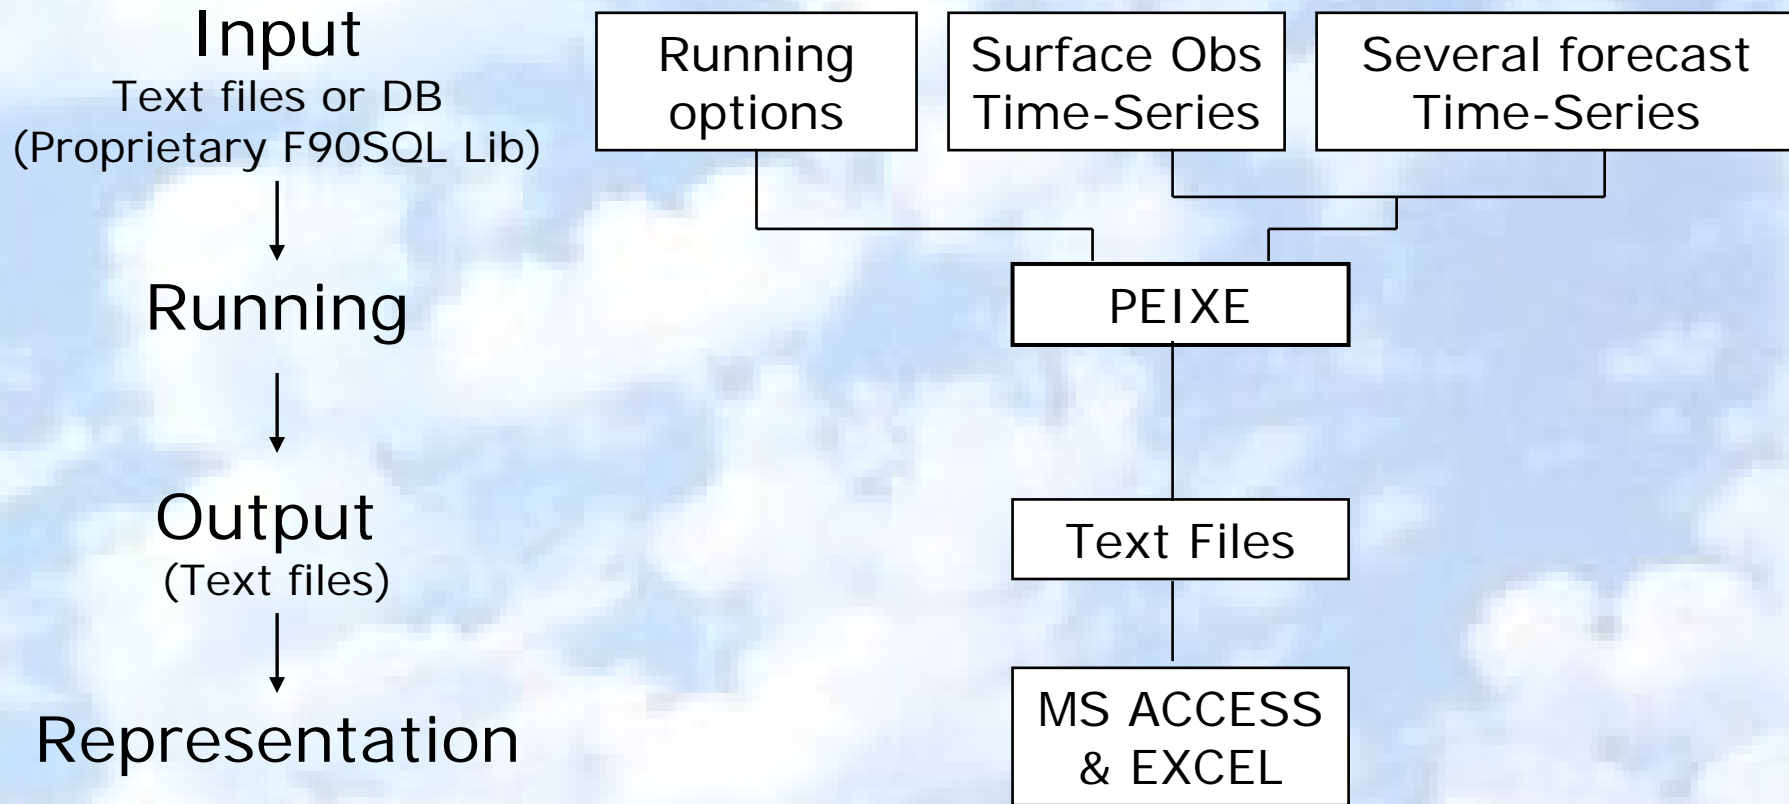 Input
Text files or DB
(Proprietary F90SQL Lib)
Running
Output
(Text files)
Representation
Running
options
Surface Obs
Time-Series
Several forecast
Time-Series
PEIXE
Text Files
MS ACCESS
& EXCEL